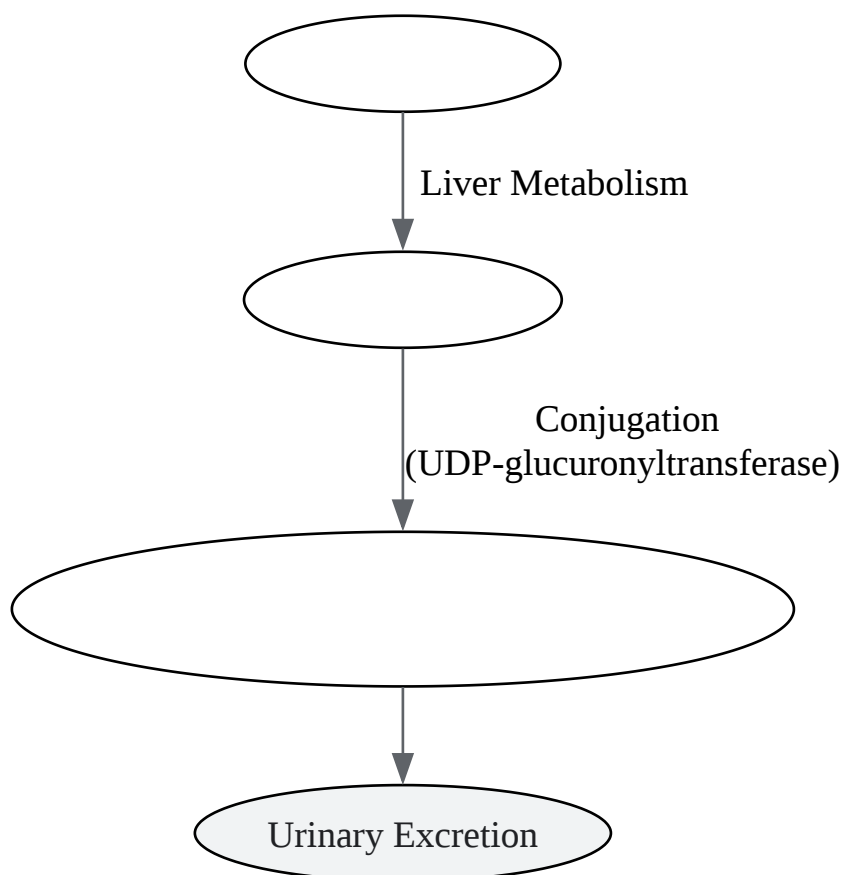 Liver Metabolism
Conjugation
(UDP-glucuronyltransferase)
Urinary Excretion